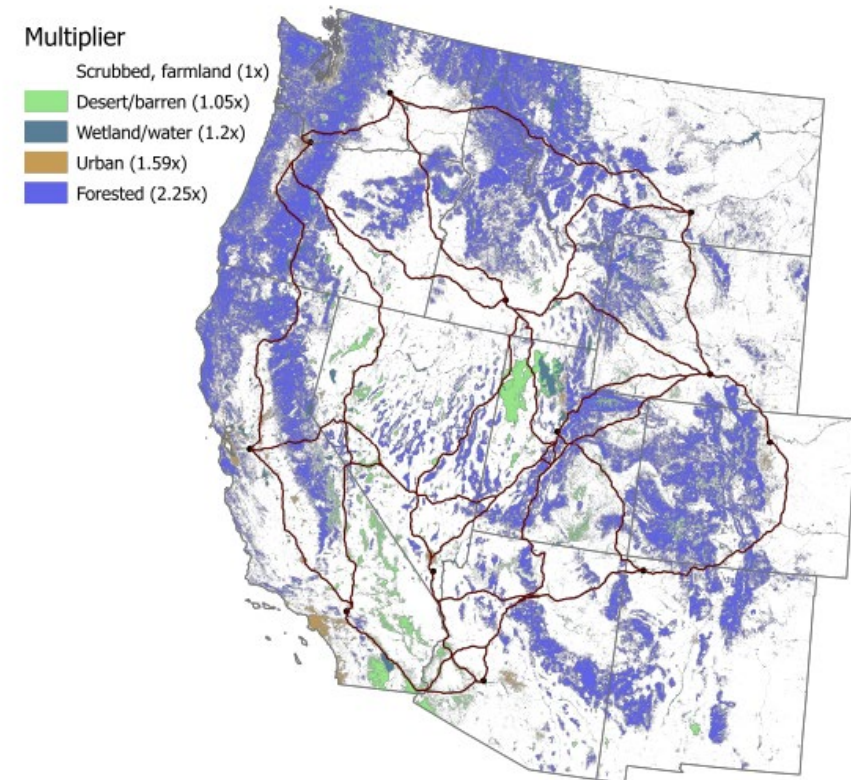 Multiplier
Scrubbed, farmland (1x)
Desert/barren (1.05x)
Wetland/water (1.2x)
Urban (1.59x)
Forested (2.25x)